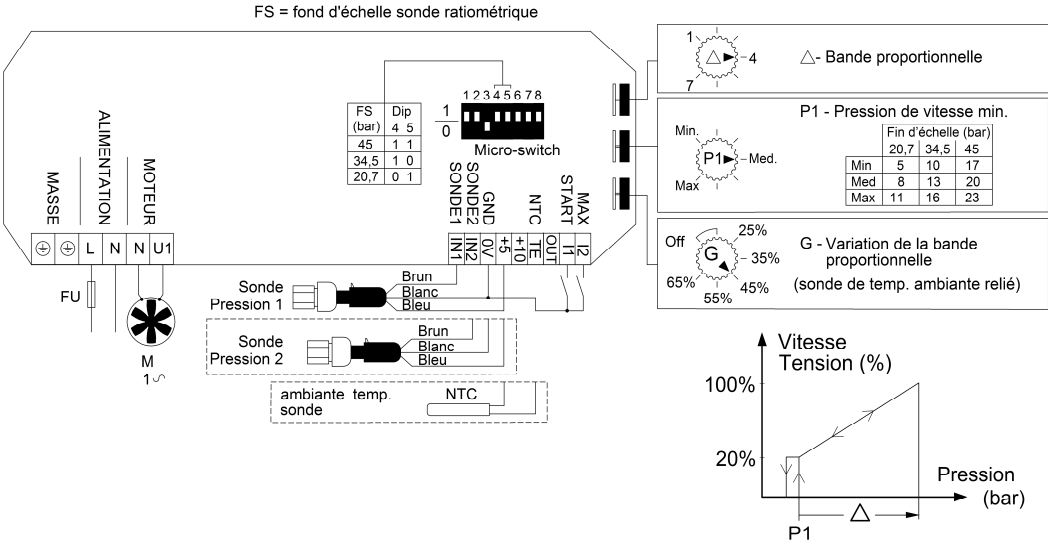 FS = fond d'échelle sonde ratiométrique
FS
(bar)
Dip
4 5
45 1 1
34,5 1 0
20,7 0 1
1
0
1 2 3 4 5 6 7 8
Micro-switch
MASSE
ALIMENTATION
MOTEUR
L N N U1
SONDE1
SONDE2
GND
NTC
START
MAX
IN1
IN2
0V
+5
+10
TE
OUT
I1
I2
FU
M
1
Sonde
Pression 1
Brun
Blanc
Bleu
Sonde
Pression 2
Brun
Blanc
Bleu
ambiante temp.
sonde
NTC
1
4
7
△- Bande proportionnelle
P1 - Pression de vitesse min.
Min.
P1
Med.
Max
Fin d'échelle (bar)
20,7 34,5 45
Min 5 10 17
Med 8 13 20
Max 11 16 23
Off
25%
35%
45%
55%
65%
G
G - Variation de la bande
proportionnelle
(sonde de temp. ambiante relié)
Vitesse
Tension (%)
100%
20%
Pression
(bar)
△
P1